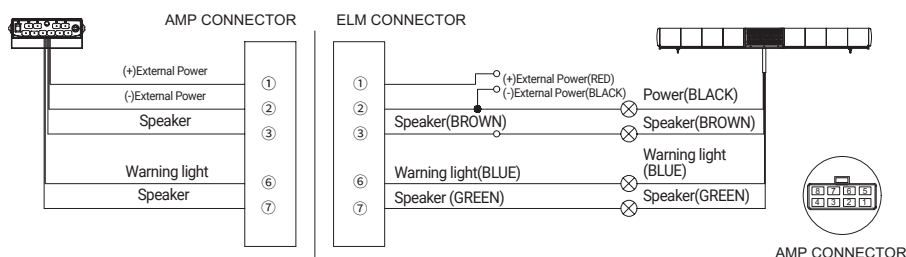 AMP CONNECTOR
ELM CONNECTOR
(+)External Power
①
①
(+)External Power(RED)
(-)External Power(BLACK)
(-)External Power
②
②
Power(BLACK)
Speaker
③
③
Speaker(BROWN)
Speaker(BROWN)
Warning light
⑥
⑥
Warning light(BLUE)
Warning light
(BLUE)
Speaker
⑦
⑦
Speaker (GREEN)
Speaker(GREEN)
8 7 6 5
4 3 2 1
AMP CONNECTOR